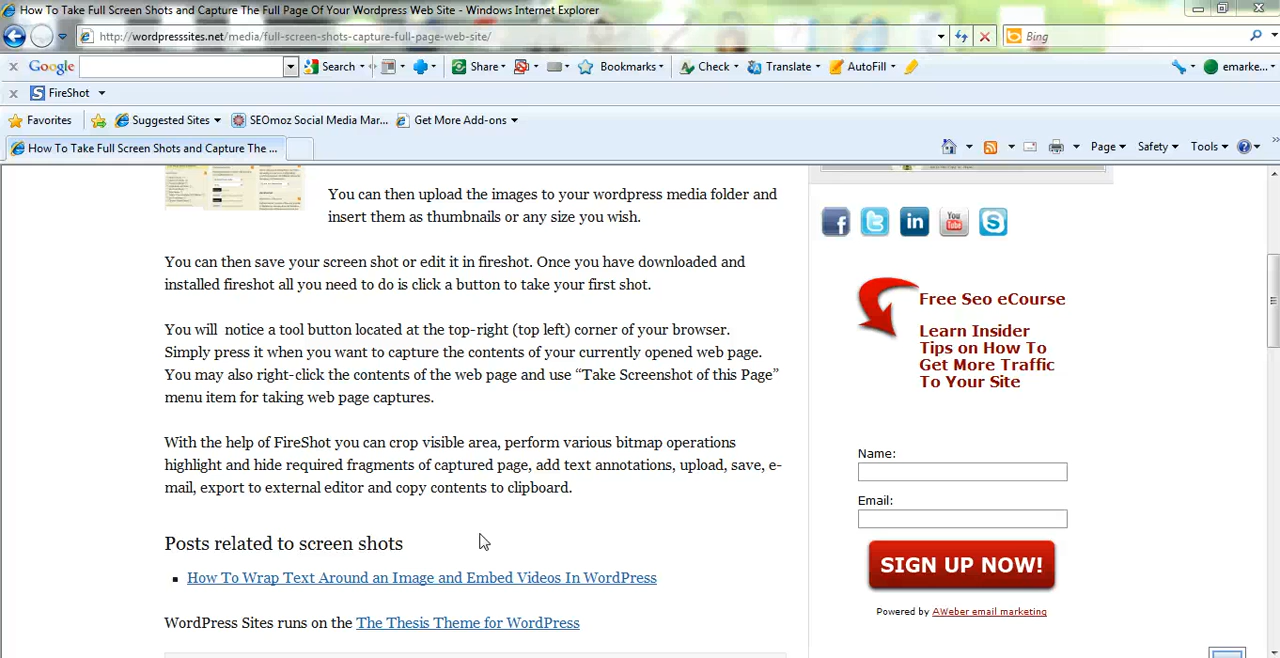 How To Take Full Screen Shots and Capture The Full Page Of Your Wordpress Web Site - Windows Internet Explorer
http://wordpresssites.net/media/full-screen-shots-capture-full-page-web-site/
Bing
x Google Search Share Bookmarks Check Translate AutoFill emarke...
x S FireShot
Favorites Suggested Sites SEOmoz Social Media Mar... Get More Add-ons
How To Take Full Screen Shots and Capture The ...
Page Safety Tools
You can then upload the images to your wordpress media folder and
insert them as thumbnails or any size you wish.
You can then save your screen shot or edit it in fireshot. Once you have downloaded and
installed fireshot all you need to do is click a button to take your first shot.
You will notice a tool button located at the top-right (top left) corner of your browser.
Simply press it when you want to capture the contents of your currently opened web page.
You may also right-click the contents of the web page and use “Take Screenshot of this Page”
menu item for taking web page captures.
With the help of FireShot you can crop visible area, perform various bitmap operations
highlight and hide required fragments of captured page, add text annotations, upload, save, e-
mail, export to external editor and copy contents to clipboard.
Posts related to screen shots
How To Wrap Text Around an Image and Embed Videos In WordPress
WordPress Sites runs on the The Thesis Theme for WordPress
f t in You Tube S
Free Seo eCourse
Learn Insider
Tips on How To
Get More Traffic
To Your Site
Name:
Email:
SIGN UP NOW!
Powered by AWeber email marketing